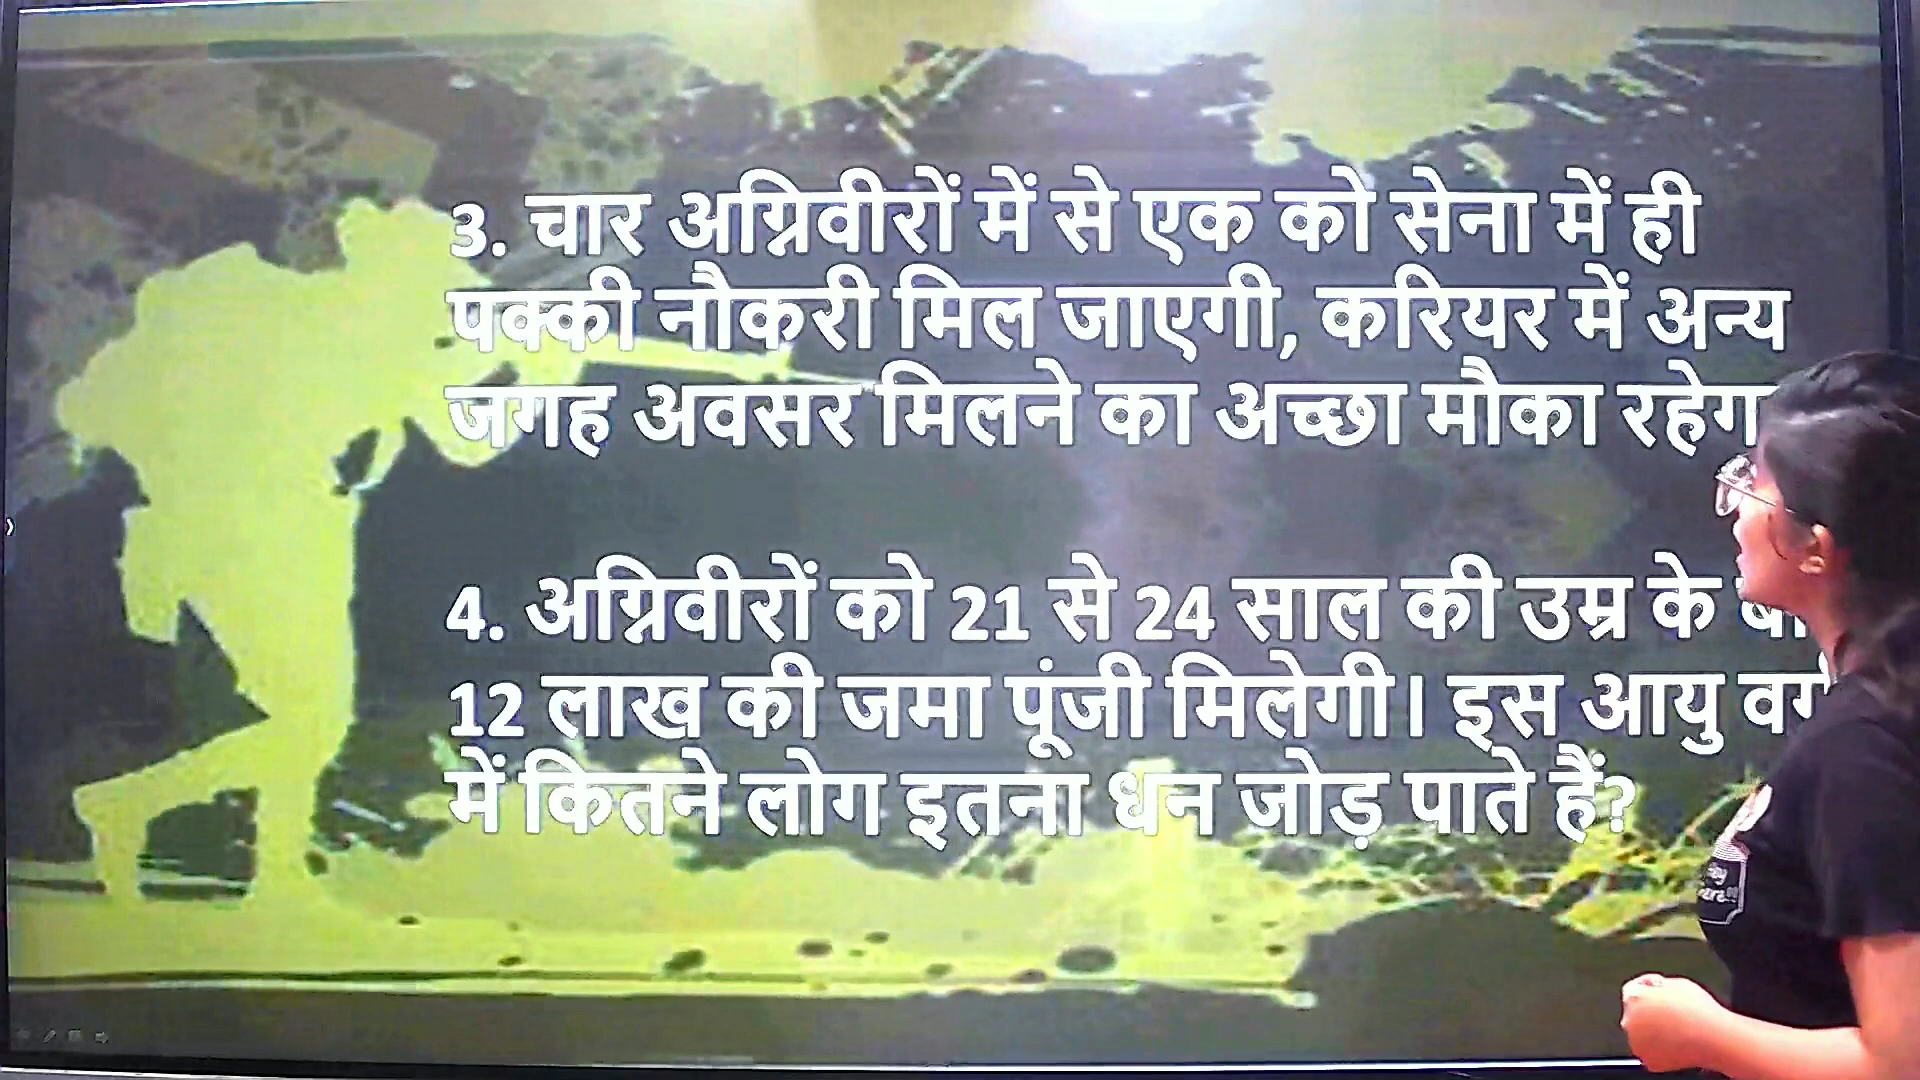 3. चार अग्निवीरों में से एक को सेना में ही
पक्की नौकरी मिल जाएगी, करियर में अन्य
जगह अवसर मिलने का अच्छा मौका
4. अग्निवीरों को 21 से 24 साल की उम्र के
12 लाख की जमा पूंजी मिलेगी। इस आयु
में कितने लोग इतना धन जोड़ पाते हैं?